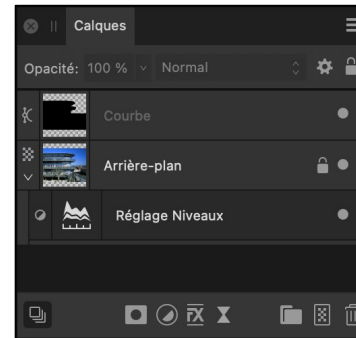 Calques
Opacité: 100 % Normal
Courbe
Arrière-plan
Réglage Niveaux